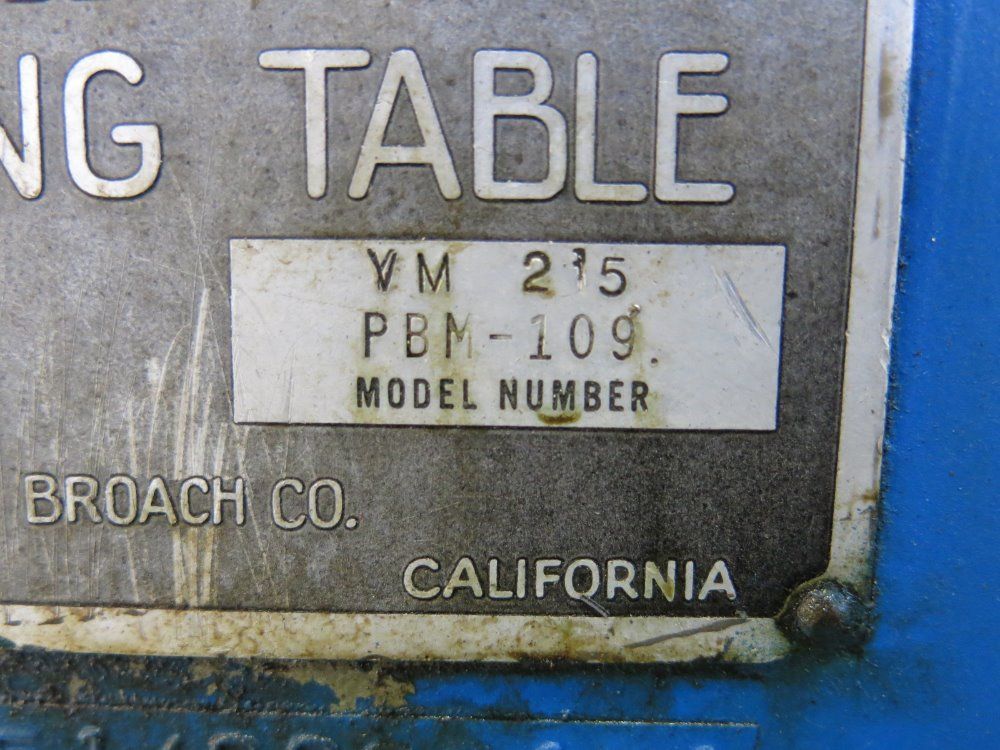 NG TABLE
VM 215
PBM-109.
MODEL NUMBER
BROACH CO.
CALIFORNIA